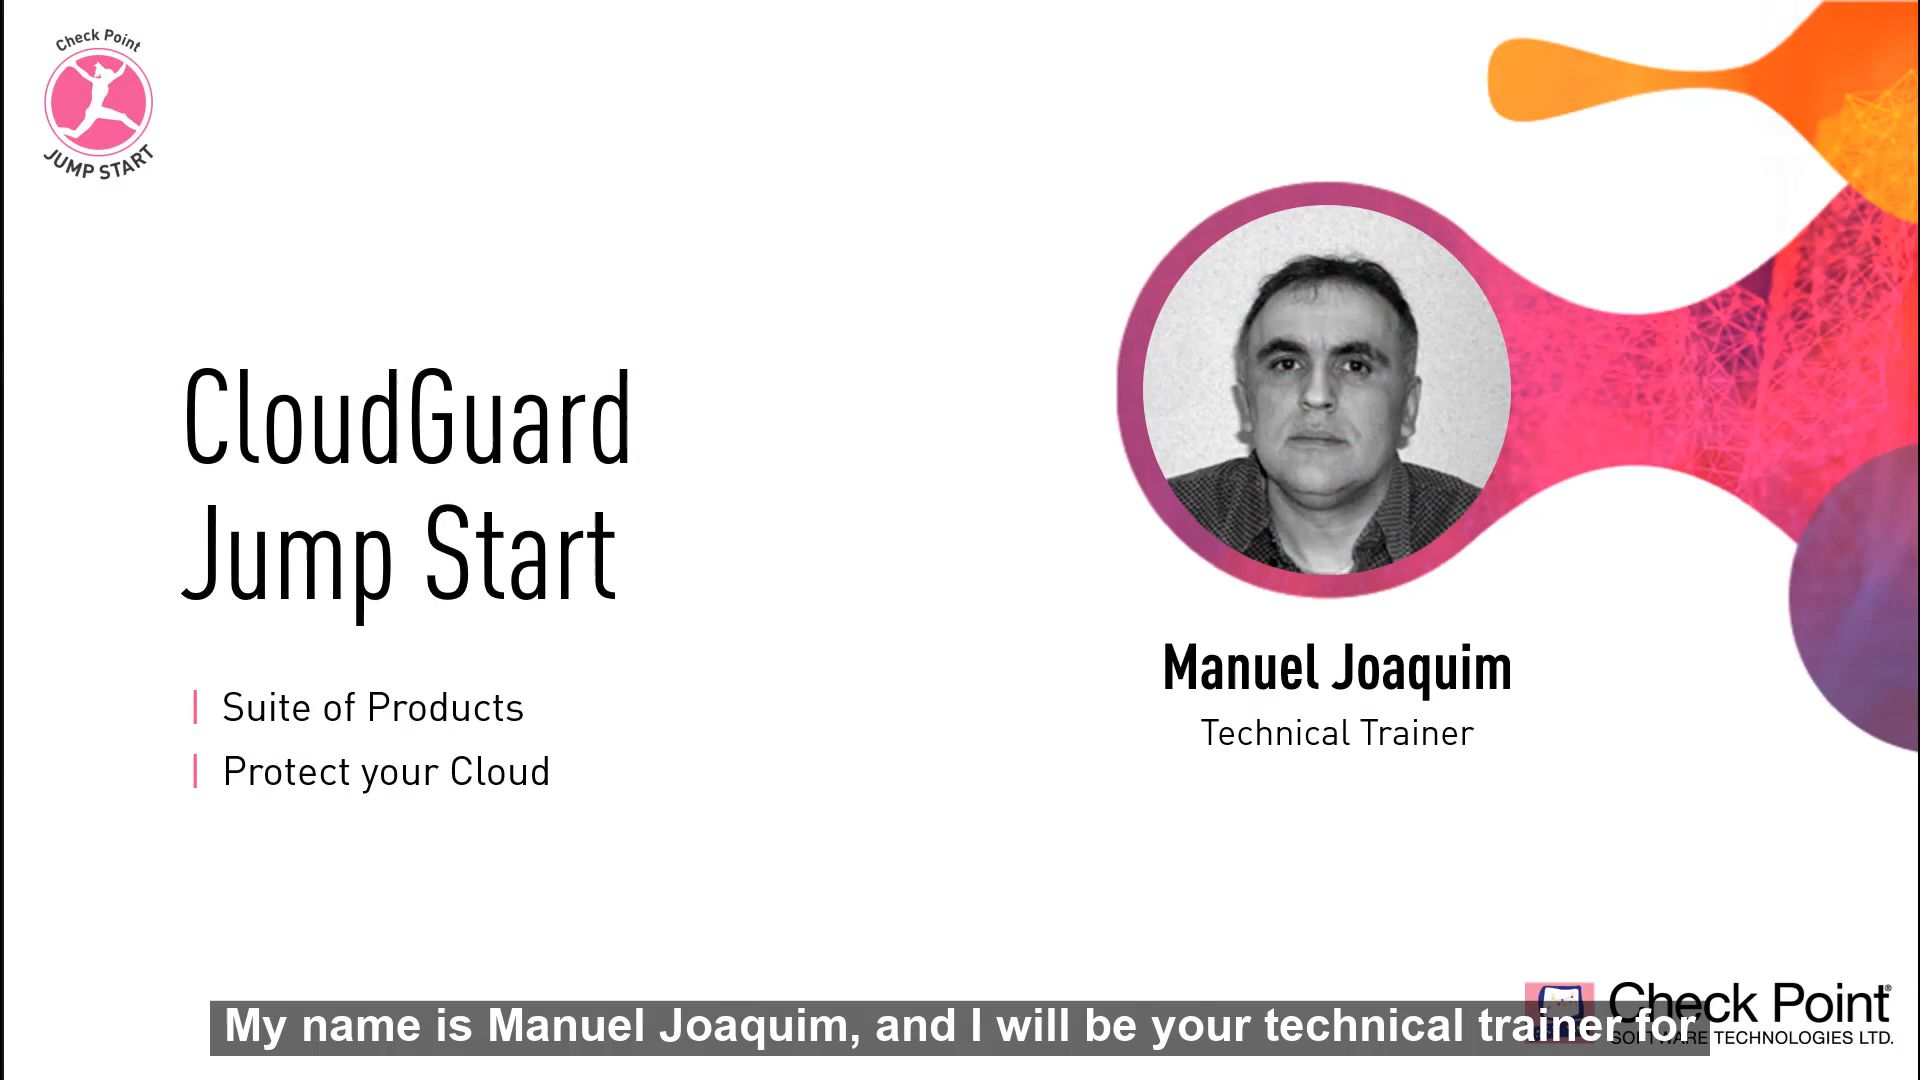 Check Point
JUMP START
CloudGuard
Jump Start
Suite of Products
Protect your Cloud
Manuel Joaquim
Technical Trainer
Check Point®
SOFTWARE TECHNOLOGIES LTD.
My name is Manuel Joaquim, and I will be your technical trainer for